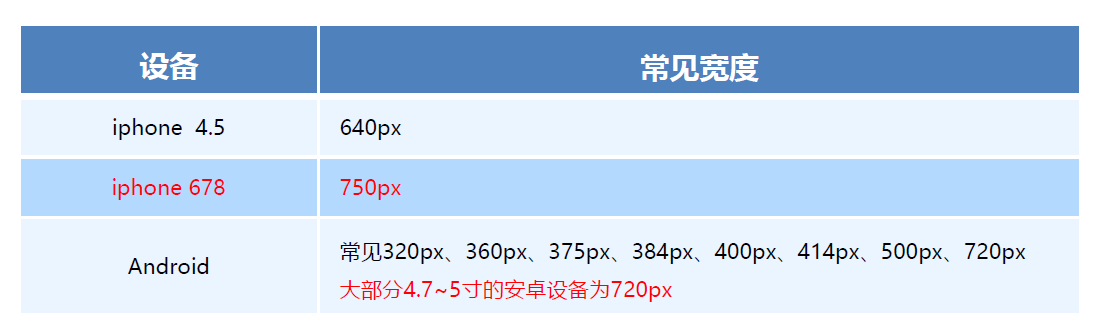 设备 常见宽度
iphone 4.5 640px
iphone 678 750px
Android 常见320px、360px、375px、384px、400px、414px、500px、720px
大部分4.7~5寸的安卓设备为720px